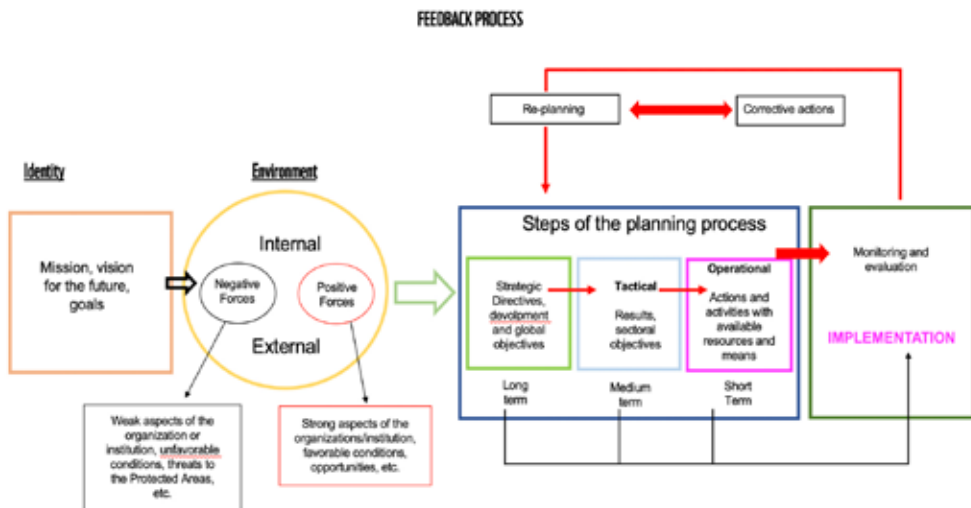 FEEDBACK PROCESS
Re-planning
Corrective actions
Identity
Environment
Mission, vision
for the future,
goals
Internal
Negative
Forces
Positive
Forces
External
Weak aspects of the
organization or
institution, unfavorable
conditions, threats to
the Protected Areas,
etc.
Strong aspects of the
organizations/institution,
favorable conditions,
opportunities, etc.
Steps of the planning process
Strategic
Directives,
devolpment
and global
objectives
Tactical
Results,
sectoral
objectives
Operational
Actions and
activities with
available
resources and
means
Long
term
Medium
term
Short
Term
Monitoring and
evaluation
IMPLEMENTATION